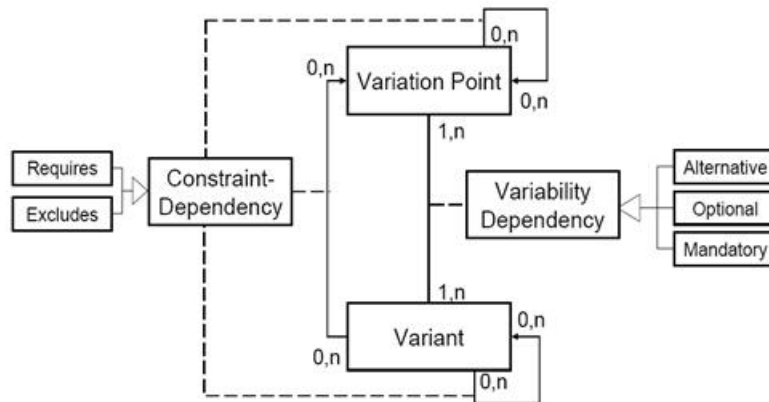 0,n
0,n
Variation Point
0,n
1,n
Requires
Excludes
Constraint-
Dependency
Variability
Dependency
Alternative
Optional
Mandatory
1,n
0,n
Variant
0,n
0,n